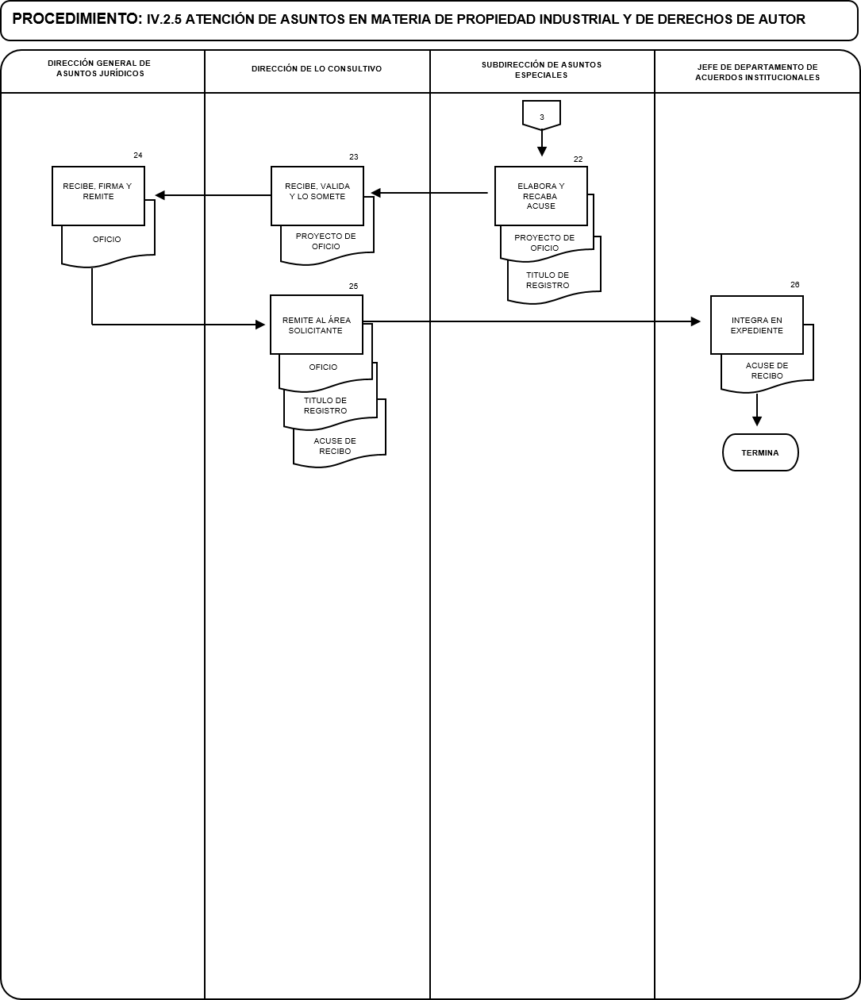 PROCEDIMIENTO: IV.2.5 ATENCIÓN DE ASUNTOS EN MATERIA DE PROPIEDAD INDUSTRIAL Y DE DERECHOS DE AUTOR
DIRECCIÓN GENERAL DE
ASUNTOS JURÍDICOS
DIRECCIÓN DE LO CONSULTIVO
SUBDIRECCIÓN DE ASUNTOS
ESPECIALES
JEFE DE DEPARTAMENTO DE
ACUERDOS INSTITUCIONALES
3
22
ELABORA Y
RECABA
ACUSE
PROYECTO DE
OFICIO
TITULO DE
REGISTRO
23
RECIBE, VALIDA
Y LO SOMETE
PROYECTO DE
OFICIO
24
RECIBE, FIRMA Y
REMITE
OFICIO
25
REMITE AL ÁREA
SOLICITANTE
OFICIO
TITULO DE
REGISTRO
ACUSE DE
RECIBO
26
INTEGRA EN
EXPEDIENTE
ACUSE DE
RECIBO
TERMINA